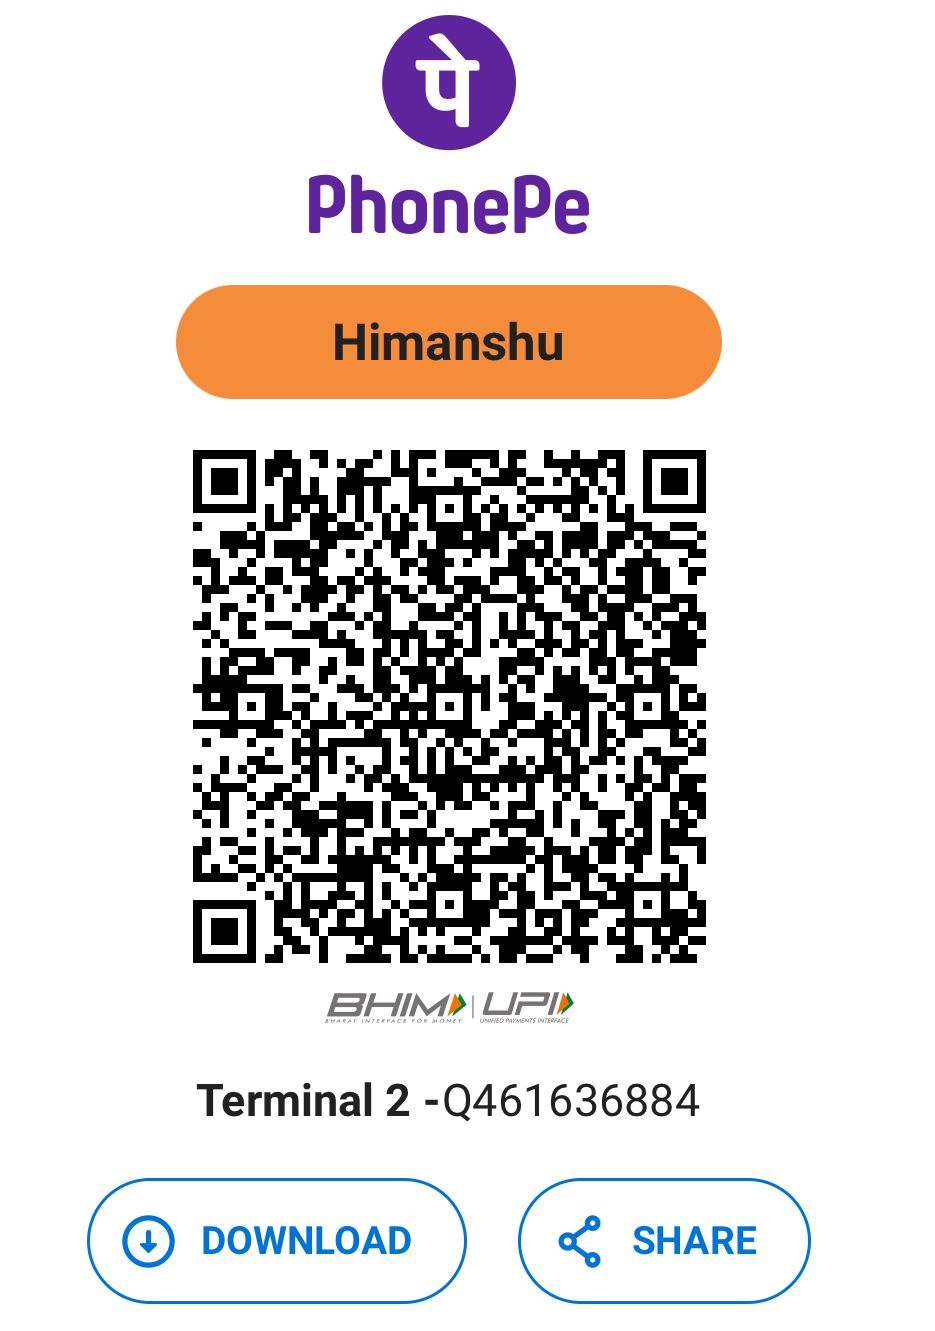 पे
PhonePe
Himanshu
BHIM UPI
BHARAT INTERFACE FOR MONEY UNIFIED PAYMENTS INTERFACE
Terminal 2 -Q461636884
DOWNLOAD SHARE